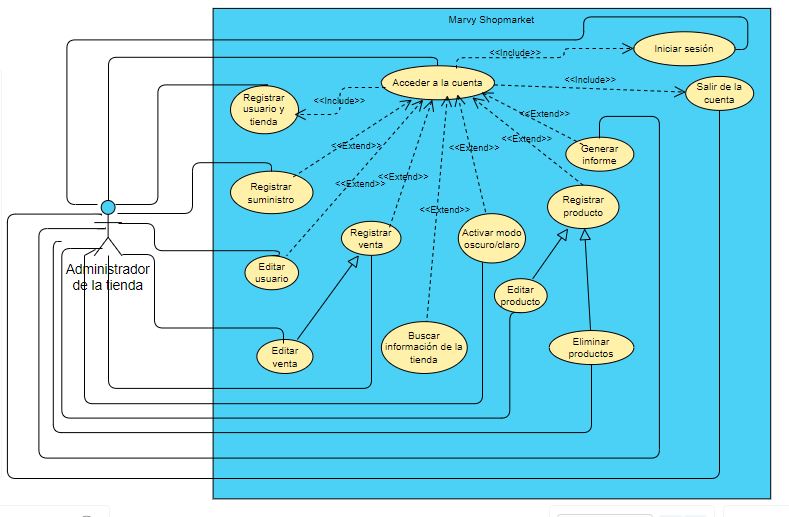 Marvy Shopmarket
<<Include>>
Iniciar sesión
Acceder a la cuenta
<<Include>>
Salir de la
cuenta
Registrar
usuario y
tienda
<<Include>>
<<Extend>>
<<Extend>>
<<Extend>>
<<Extend>>
Generar
informe
<<Extend>>
<<Extend>>
<<Extend>>
Registrar
suministro
Registrar
producto
<<Extend>>
Registrar
venta
Activar modo
oscuro/claro
Administrador
de la tienda
Editar
usuario
Editar
producto
Buscar
información de la
tienda
Eliminar
productos
Editar
venta